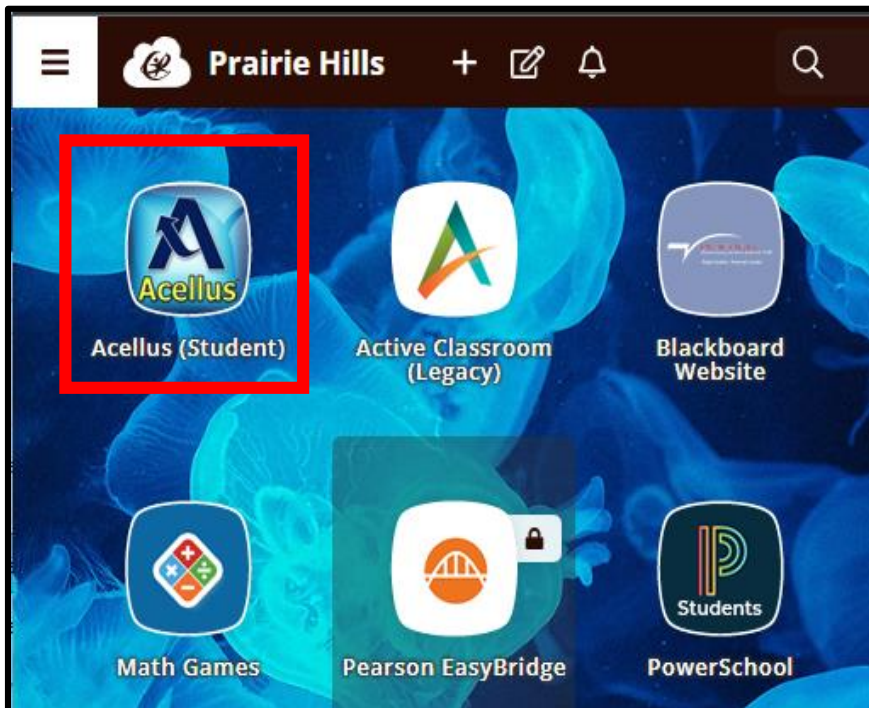 Prairie Hills
Acellus
Acellus (Student)
Active Classroom
(Legacy)
Blackboard
Website
Math Games
Pearson EasyBridge
Students
PowerSchool